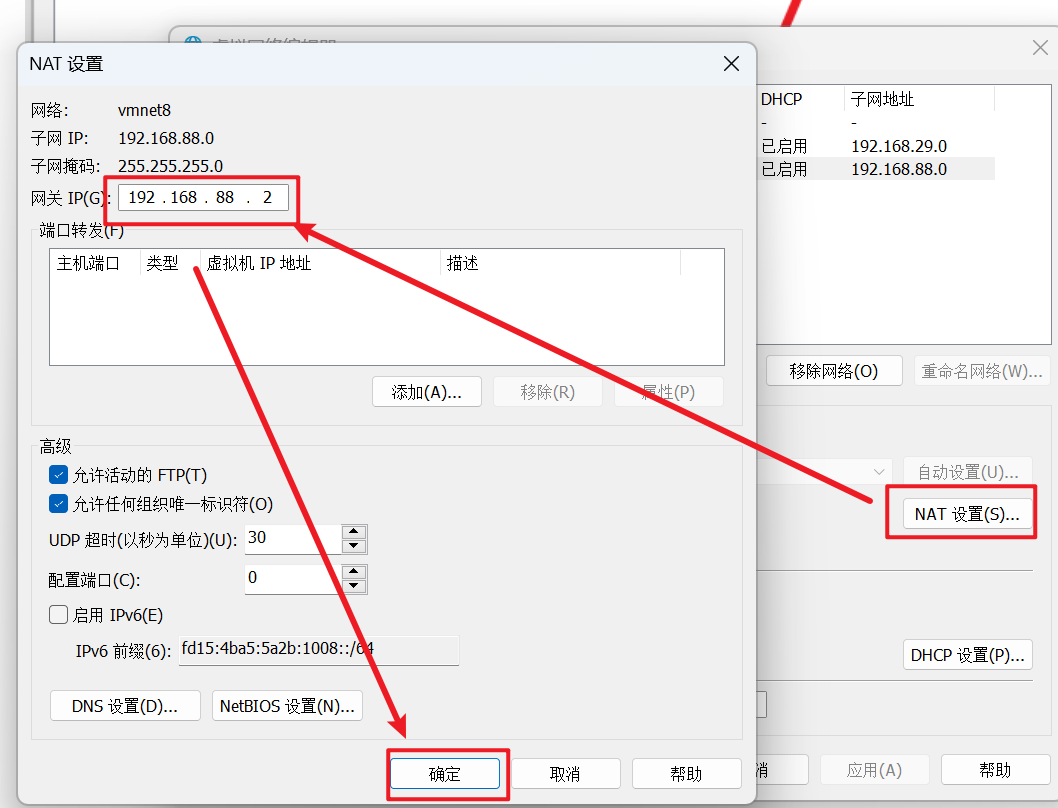 NAT 设置
网络: vmnet8
子网 IP: 192.168.88.0
子网掩码: 255.255.255.0
网关 IP(G): 192 . 168 . 88 . 2
端口转发(F)
主机端口 类型 虚拟机 IP 地址 描述
添加(A)... 移除(R) 属性(P)
高级
允许活动的 FTP(T)
允许任何组织唯一标识符(O)
UDP 超时(以秒为单位)(U): 30
配置端口(C): 0
启用 IPv6(E)
IPv6 前缀(6): fd15:4ba5:5a2b:1008::/64
DNS 设置(D)... NetBIOS 设置(N)...
确定 取消 帮助
DHCP 子网地址
- -
已启用 192.168.29.0
已启用 192.168.88.0
移除网络(O) 重命名网络(W)...
自动设置(U)...
NAT 设置(S)...
DHCP 设置(P)...
消 应用(A) 帮助